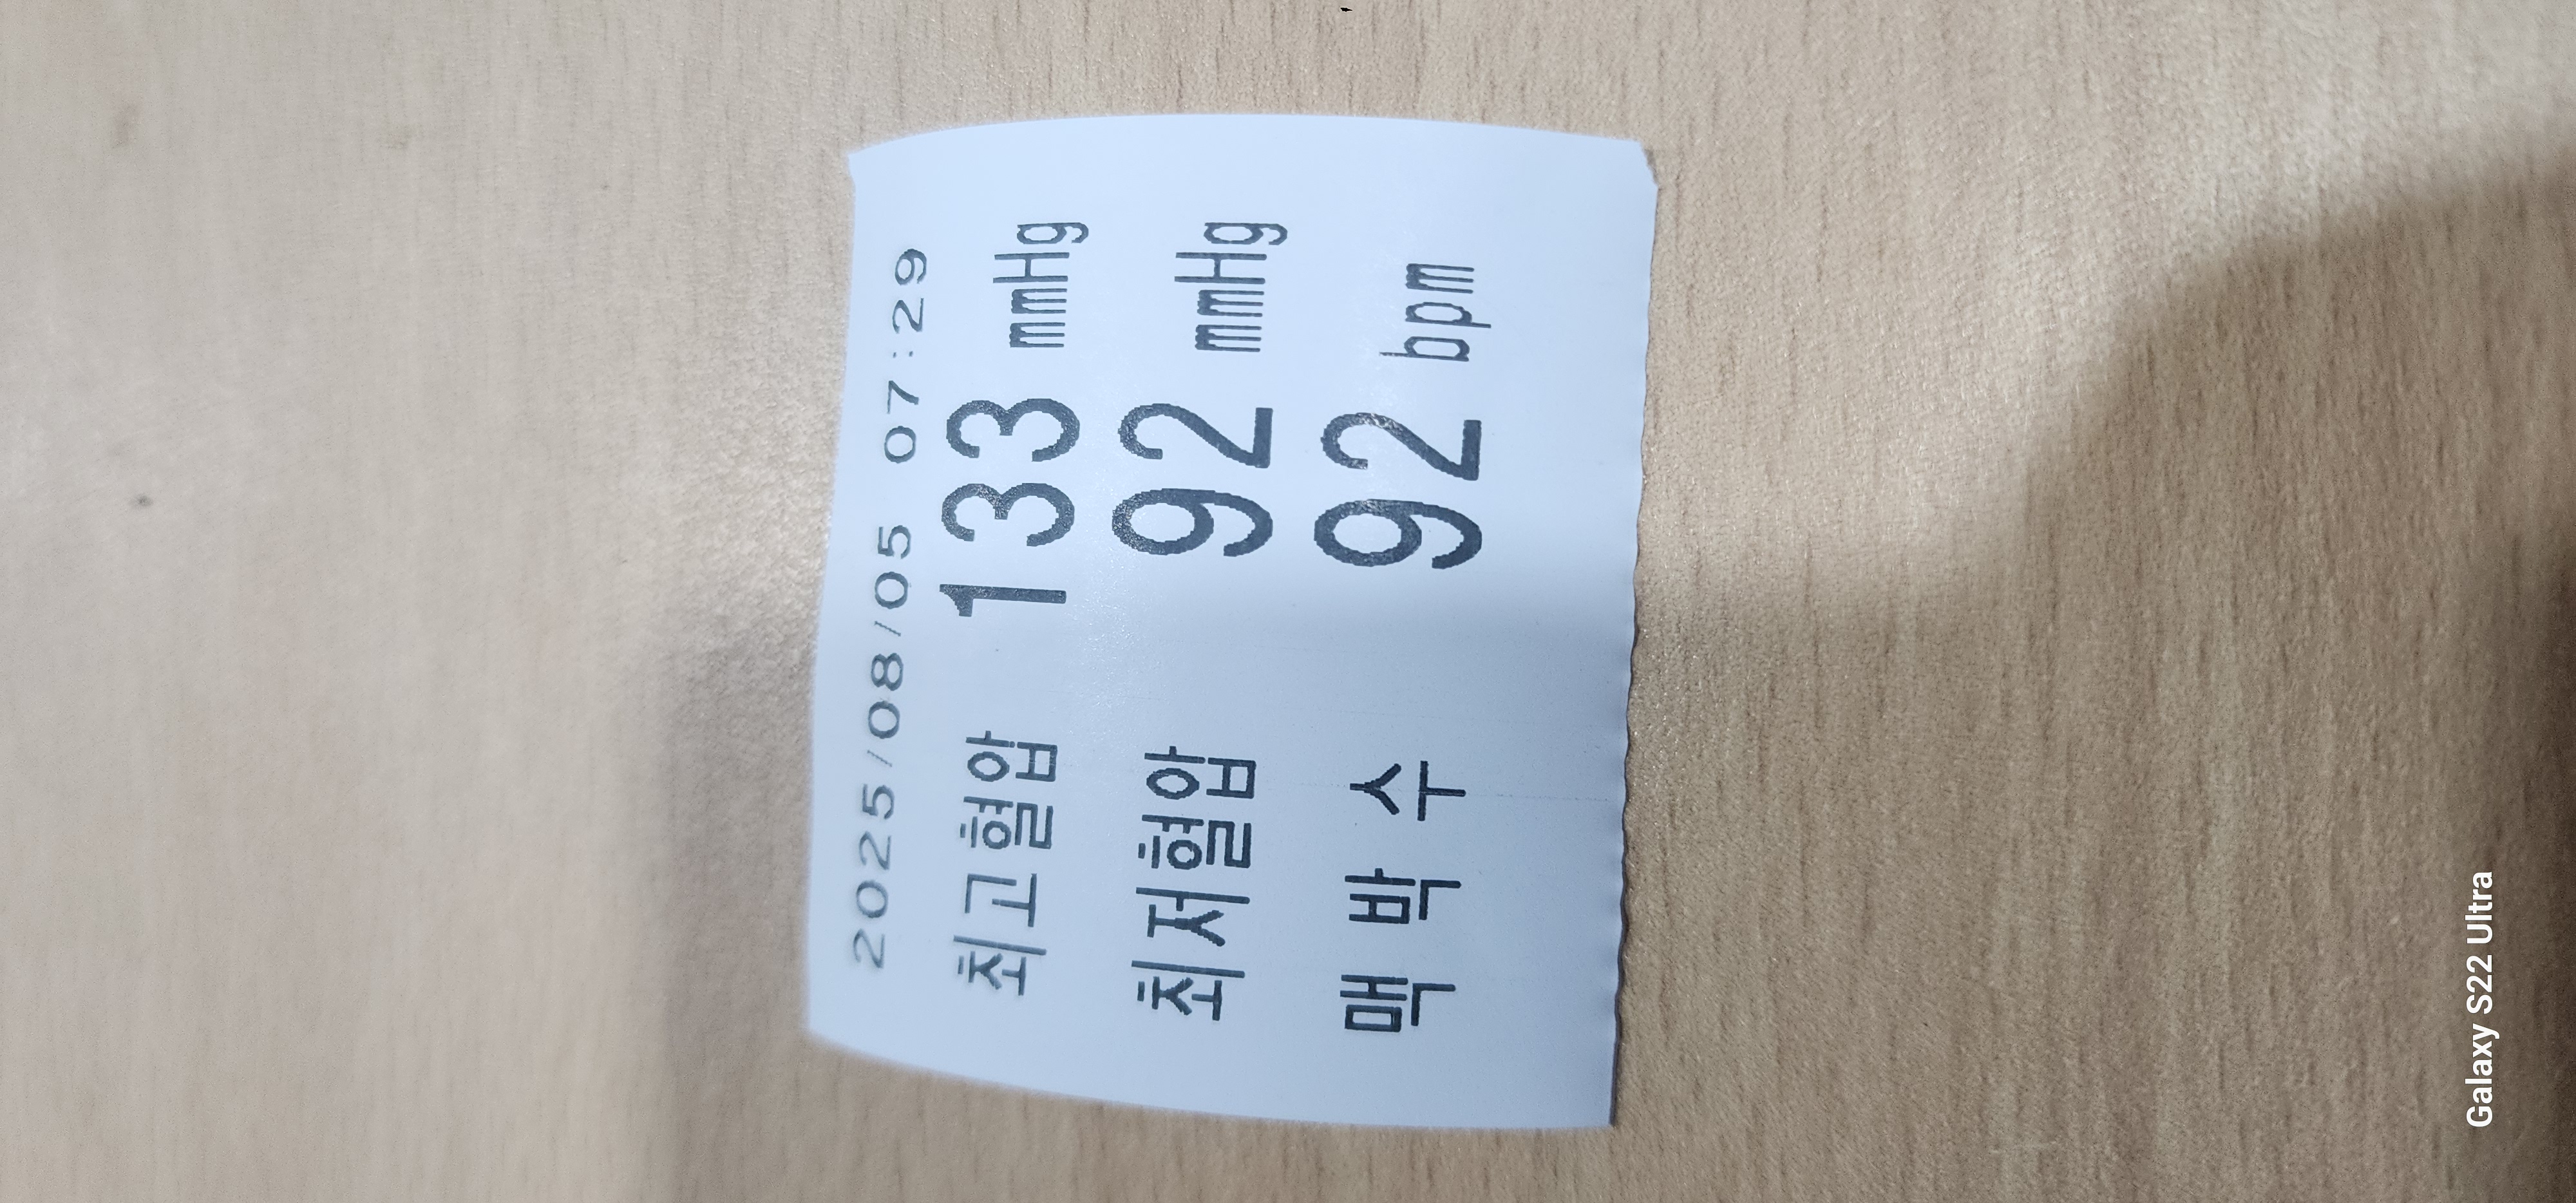 2025/08/05 07:29
최고혈압 133 mmHg
최저혈압 92 mmHg
맥 박 수 92 bpm
Galaxy S22 Ultra